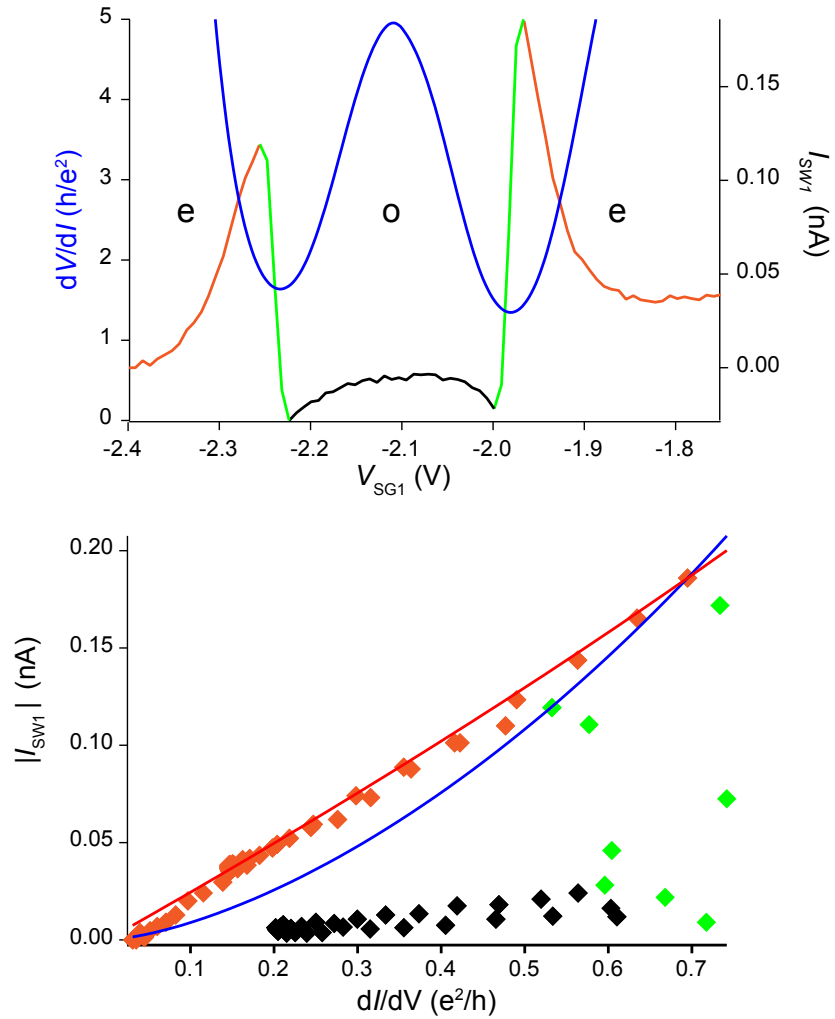 5
4
3
2
1
0
dV/dI (h/e²)
0.15
0.10
0.05
0.00
I_SW1 (nA)
e o e
-2.4 -2.3 -2.2 -2.1 -2.0 -1.9 -1.8
V_SG1 (V)
0.20
0.15
0.10
0.05
0.00
|I_SW1| (nA)
0.1 0.2 0.3 0.4 0.5 0.6 0.7
dI/dV (e²/h)